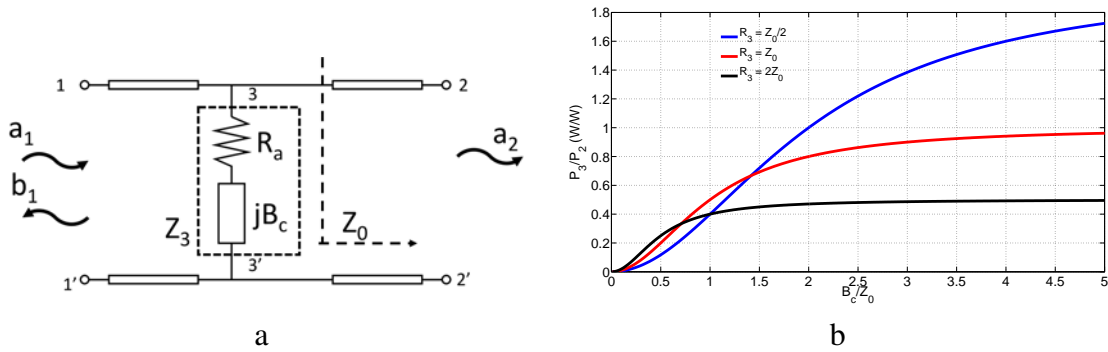 1
3
2
a₁
b₁
Rₐ
jB_c
Z₃
Z₀
a₂
1'
3'
2'
a
1.8
1.6
1.4
1.2
1
0.8
0.6
0.4
0.2
0
P₃/P₂ (W/W)
R₃ = Z₀/2
R₃ = Z₀
R₃ = 2Z₀
0 0.5 1 1.5 2 2.5 3 3.5 4 4.5 5
B_c/Z₀
b